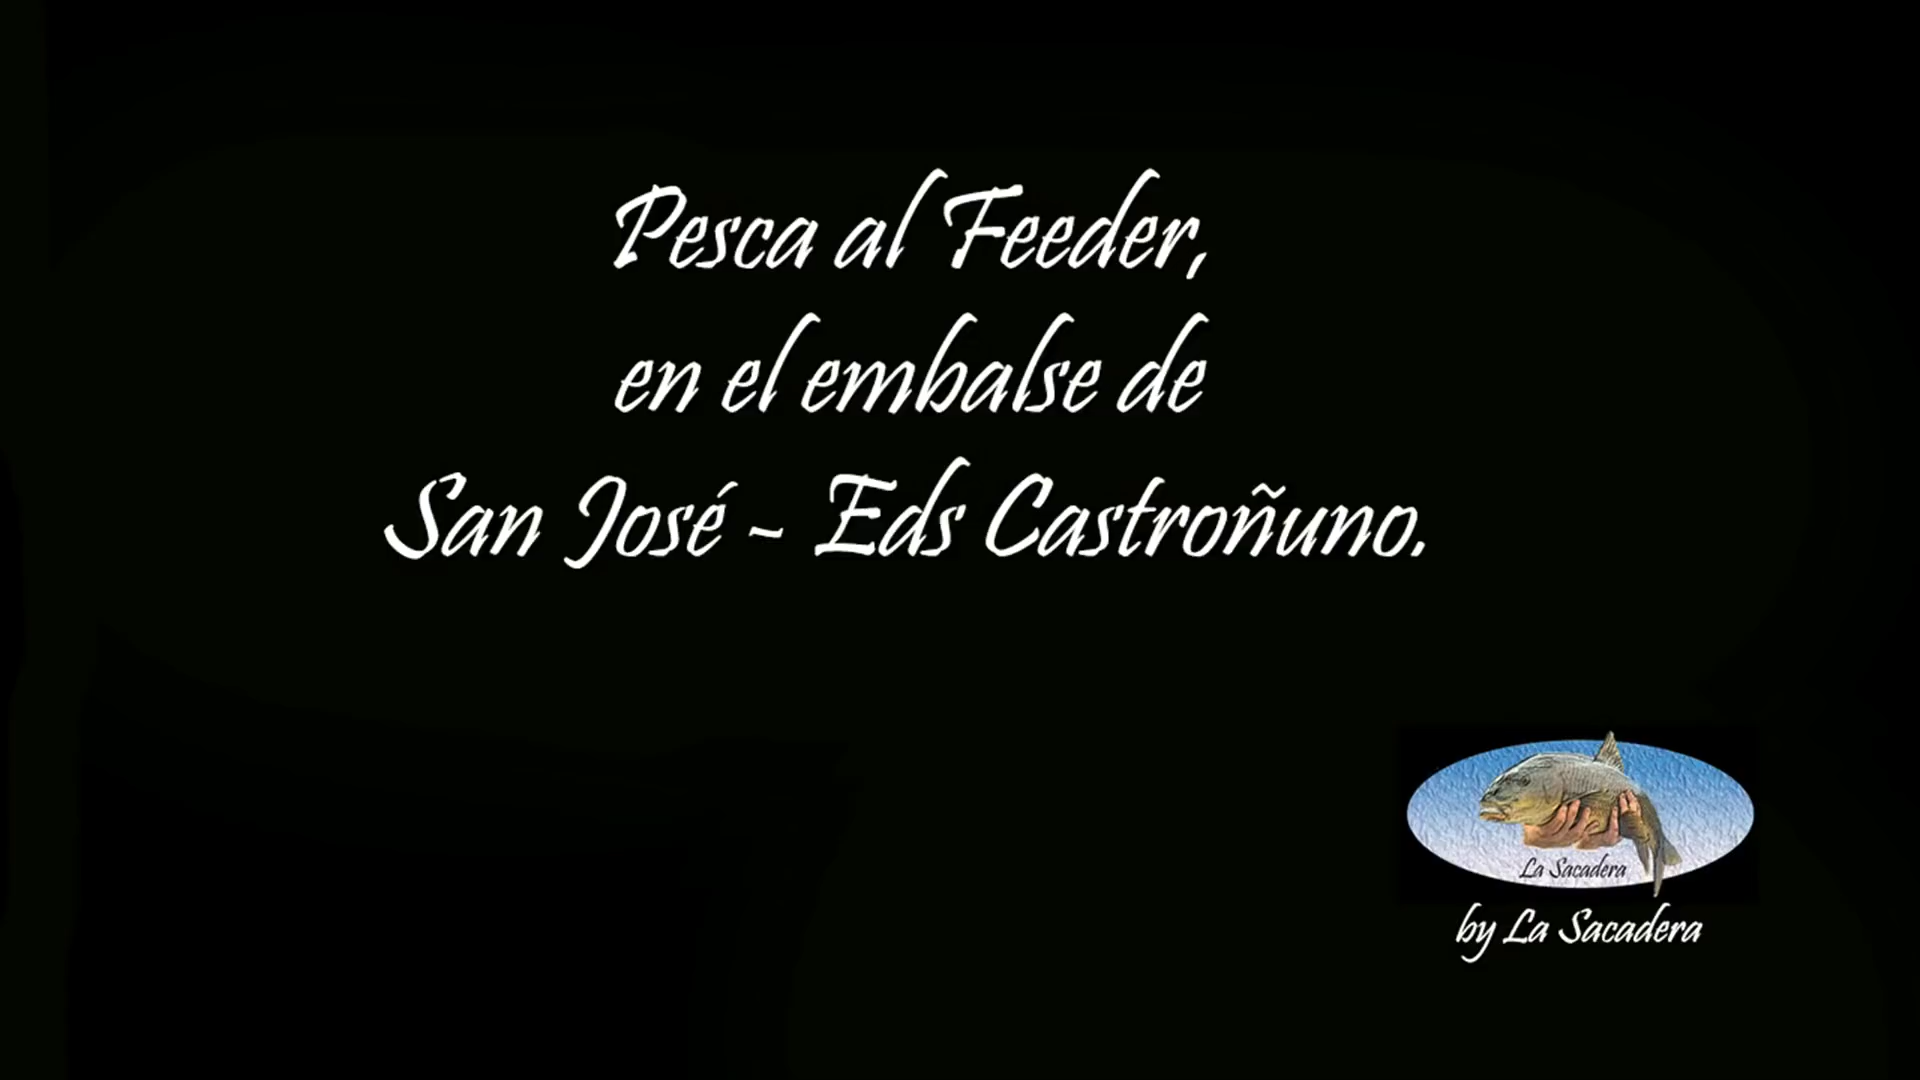 Pesca al Feeder,
en el embalse de
San José - Eds Castroñuno.
La Sacadera
by La Sacadera